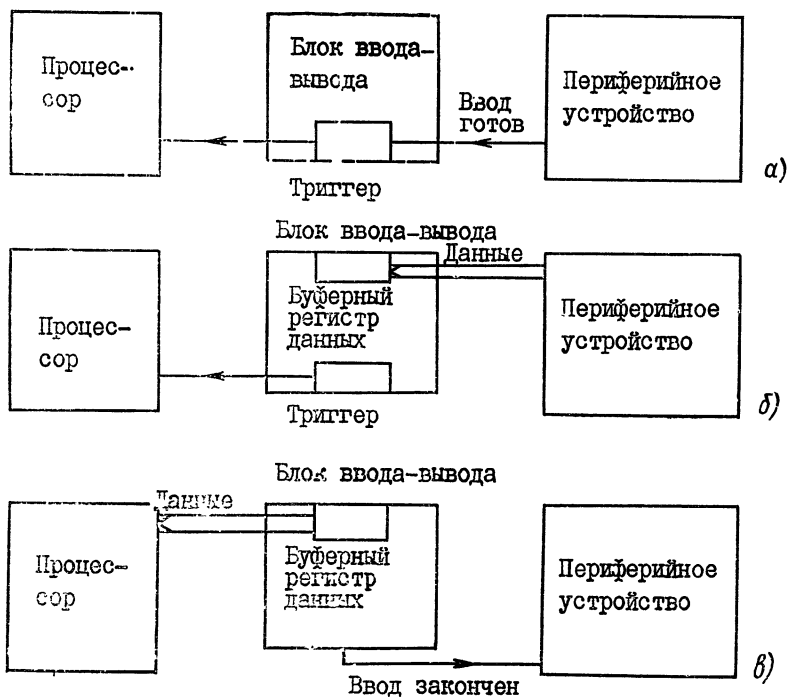 Процес-
сор
Блок ввода-
вывода
Ввод
готов
Периферийное
устройство
Триггер
а)
Блок ввода-вывода
Данные
Процес-
сор
Буферный
регистр
данных
Периферийное
устройство
Триггер
б)
Блок ввода-вывода
Данные
Процес-
сор
Буферный
регистр
данных
Периферийное
устройство
Ввод закончен
в)